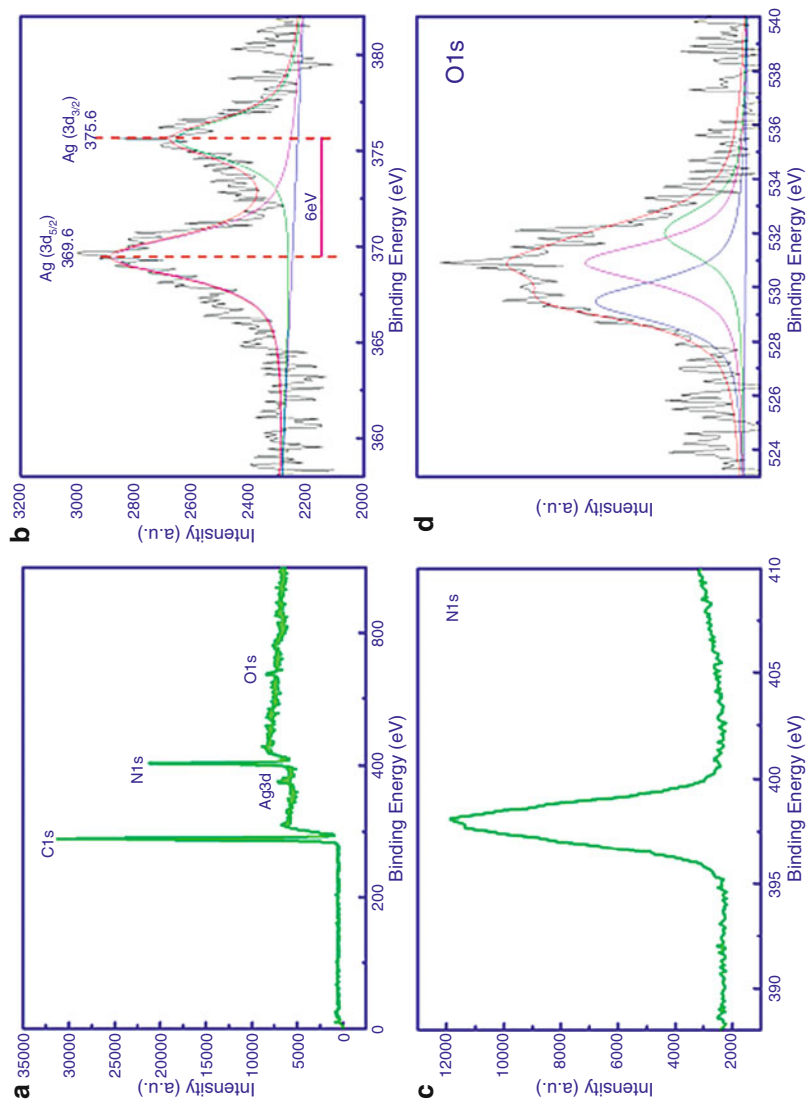 a
35000
30000
25000
20000
15000
10000
5000
0
Intensity (a.u.)
C1s
N1s
Ag3d
O1s
0
200
400
800
Binding Energy (eV)
b
3200
3000
2800
2600
2400
2200
2000
Intensity (a.u.)
Ag (3d5/2)
369.6
Ag (3d3/2)
375.6
6eV
360
365
370
375
380
Binding Energy (eV)
c
12000
10000
8000
6000
4000
2000
Intensity (a.u.)
N1s
390
395
400
405
410
Binding Energy (eV)
d
Intensity (a.u.)
O1s
524
526
528
530
532
534
536
538
540
Binding Energy (eV)